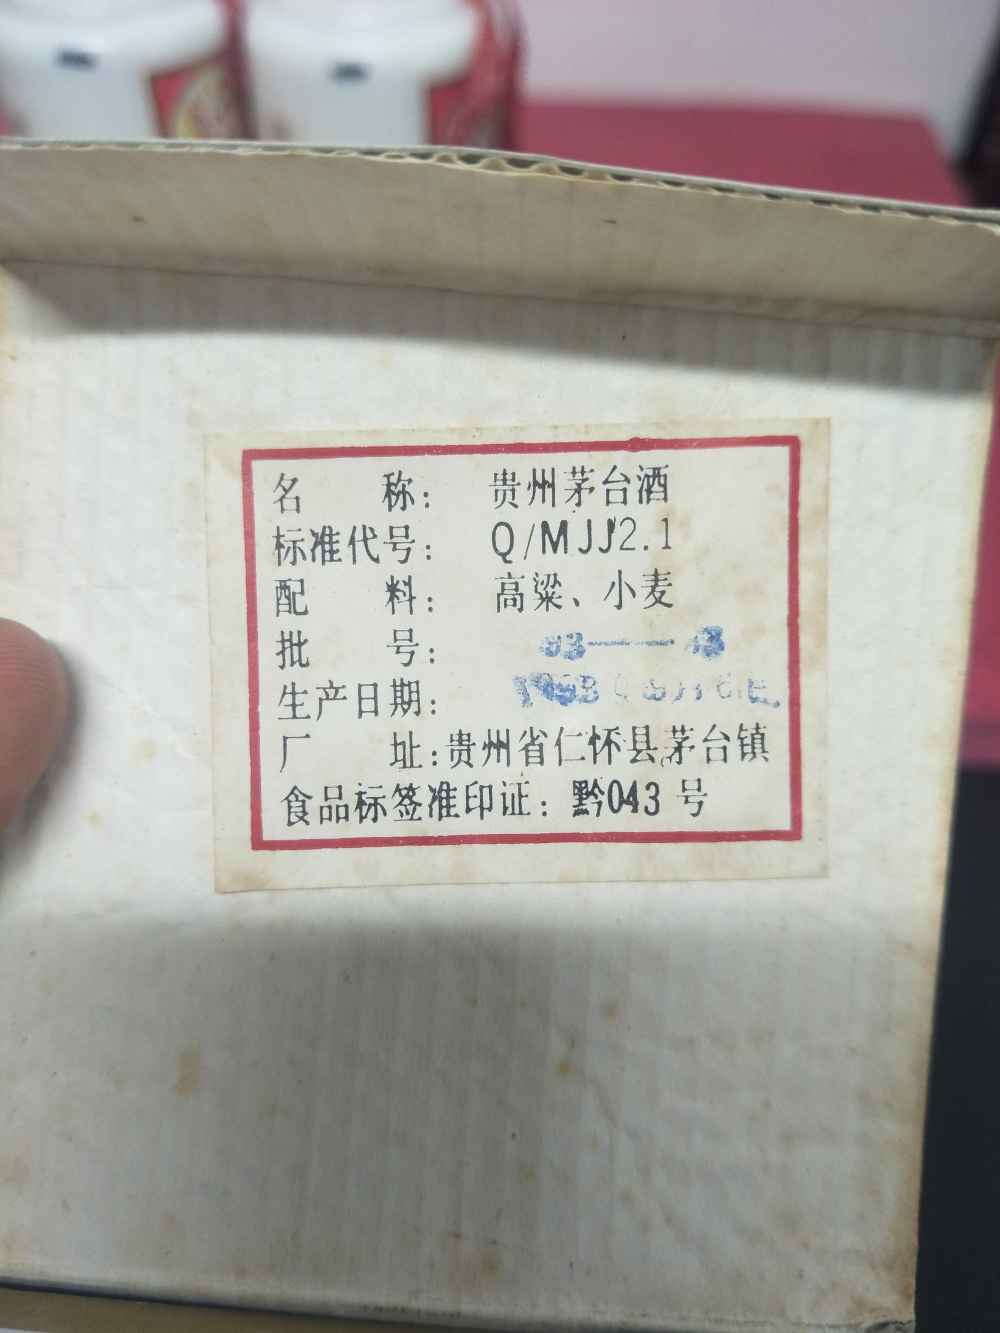 名 称： 贵州茅台酒
标准代号： Q/MJJ2.1
配 料： 高粱、小麦
批 号：
生产日期：
厂 址：贵州省仁怀县茅台镇
食品标签准印证：黔043号